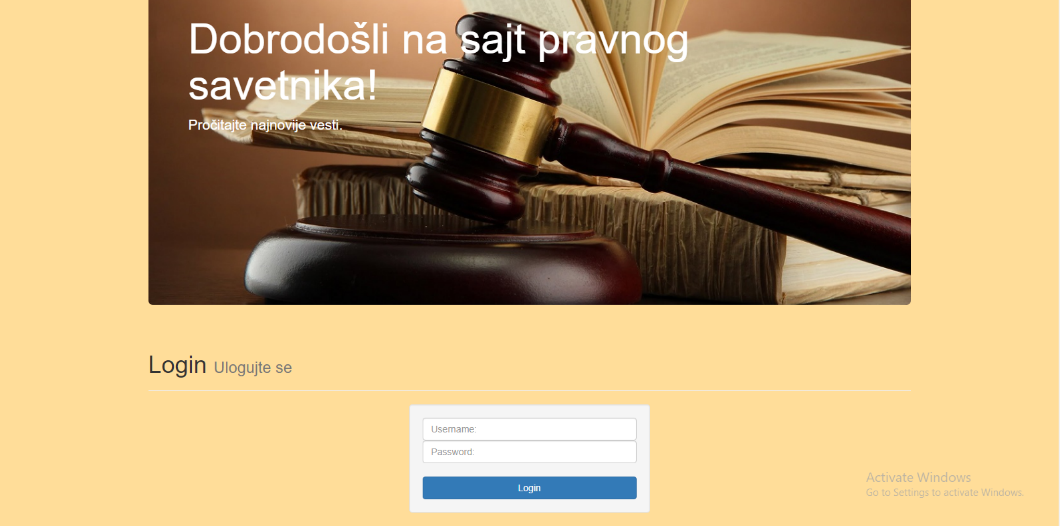 Dobrodošli na sajt pravnog
savetnika!
Pročitajte najnovije vesti.
Login Ulogujte se
Username:
Password:
Login
Activate Windows
Go to Settings to activate Windows.